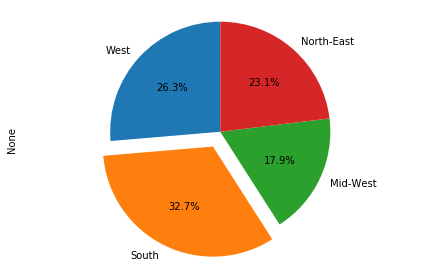 North-East
West
23.1%
26.3%
None
17.9%
Mid-West
32.7%
South